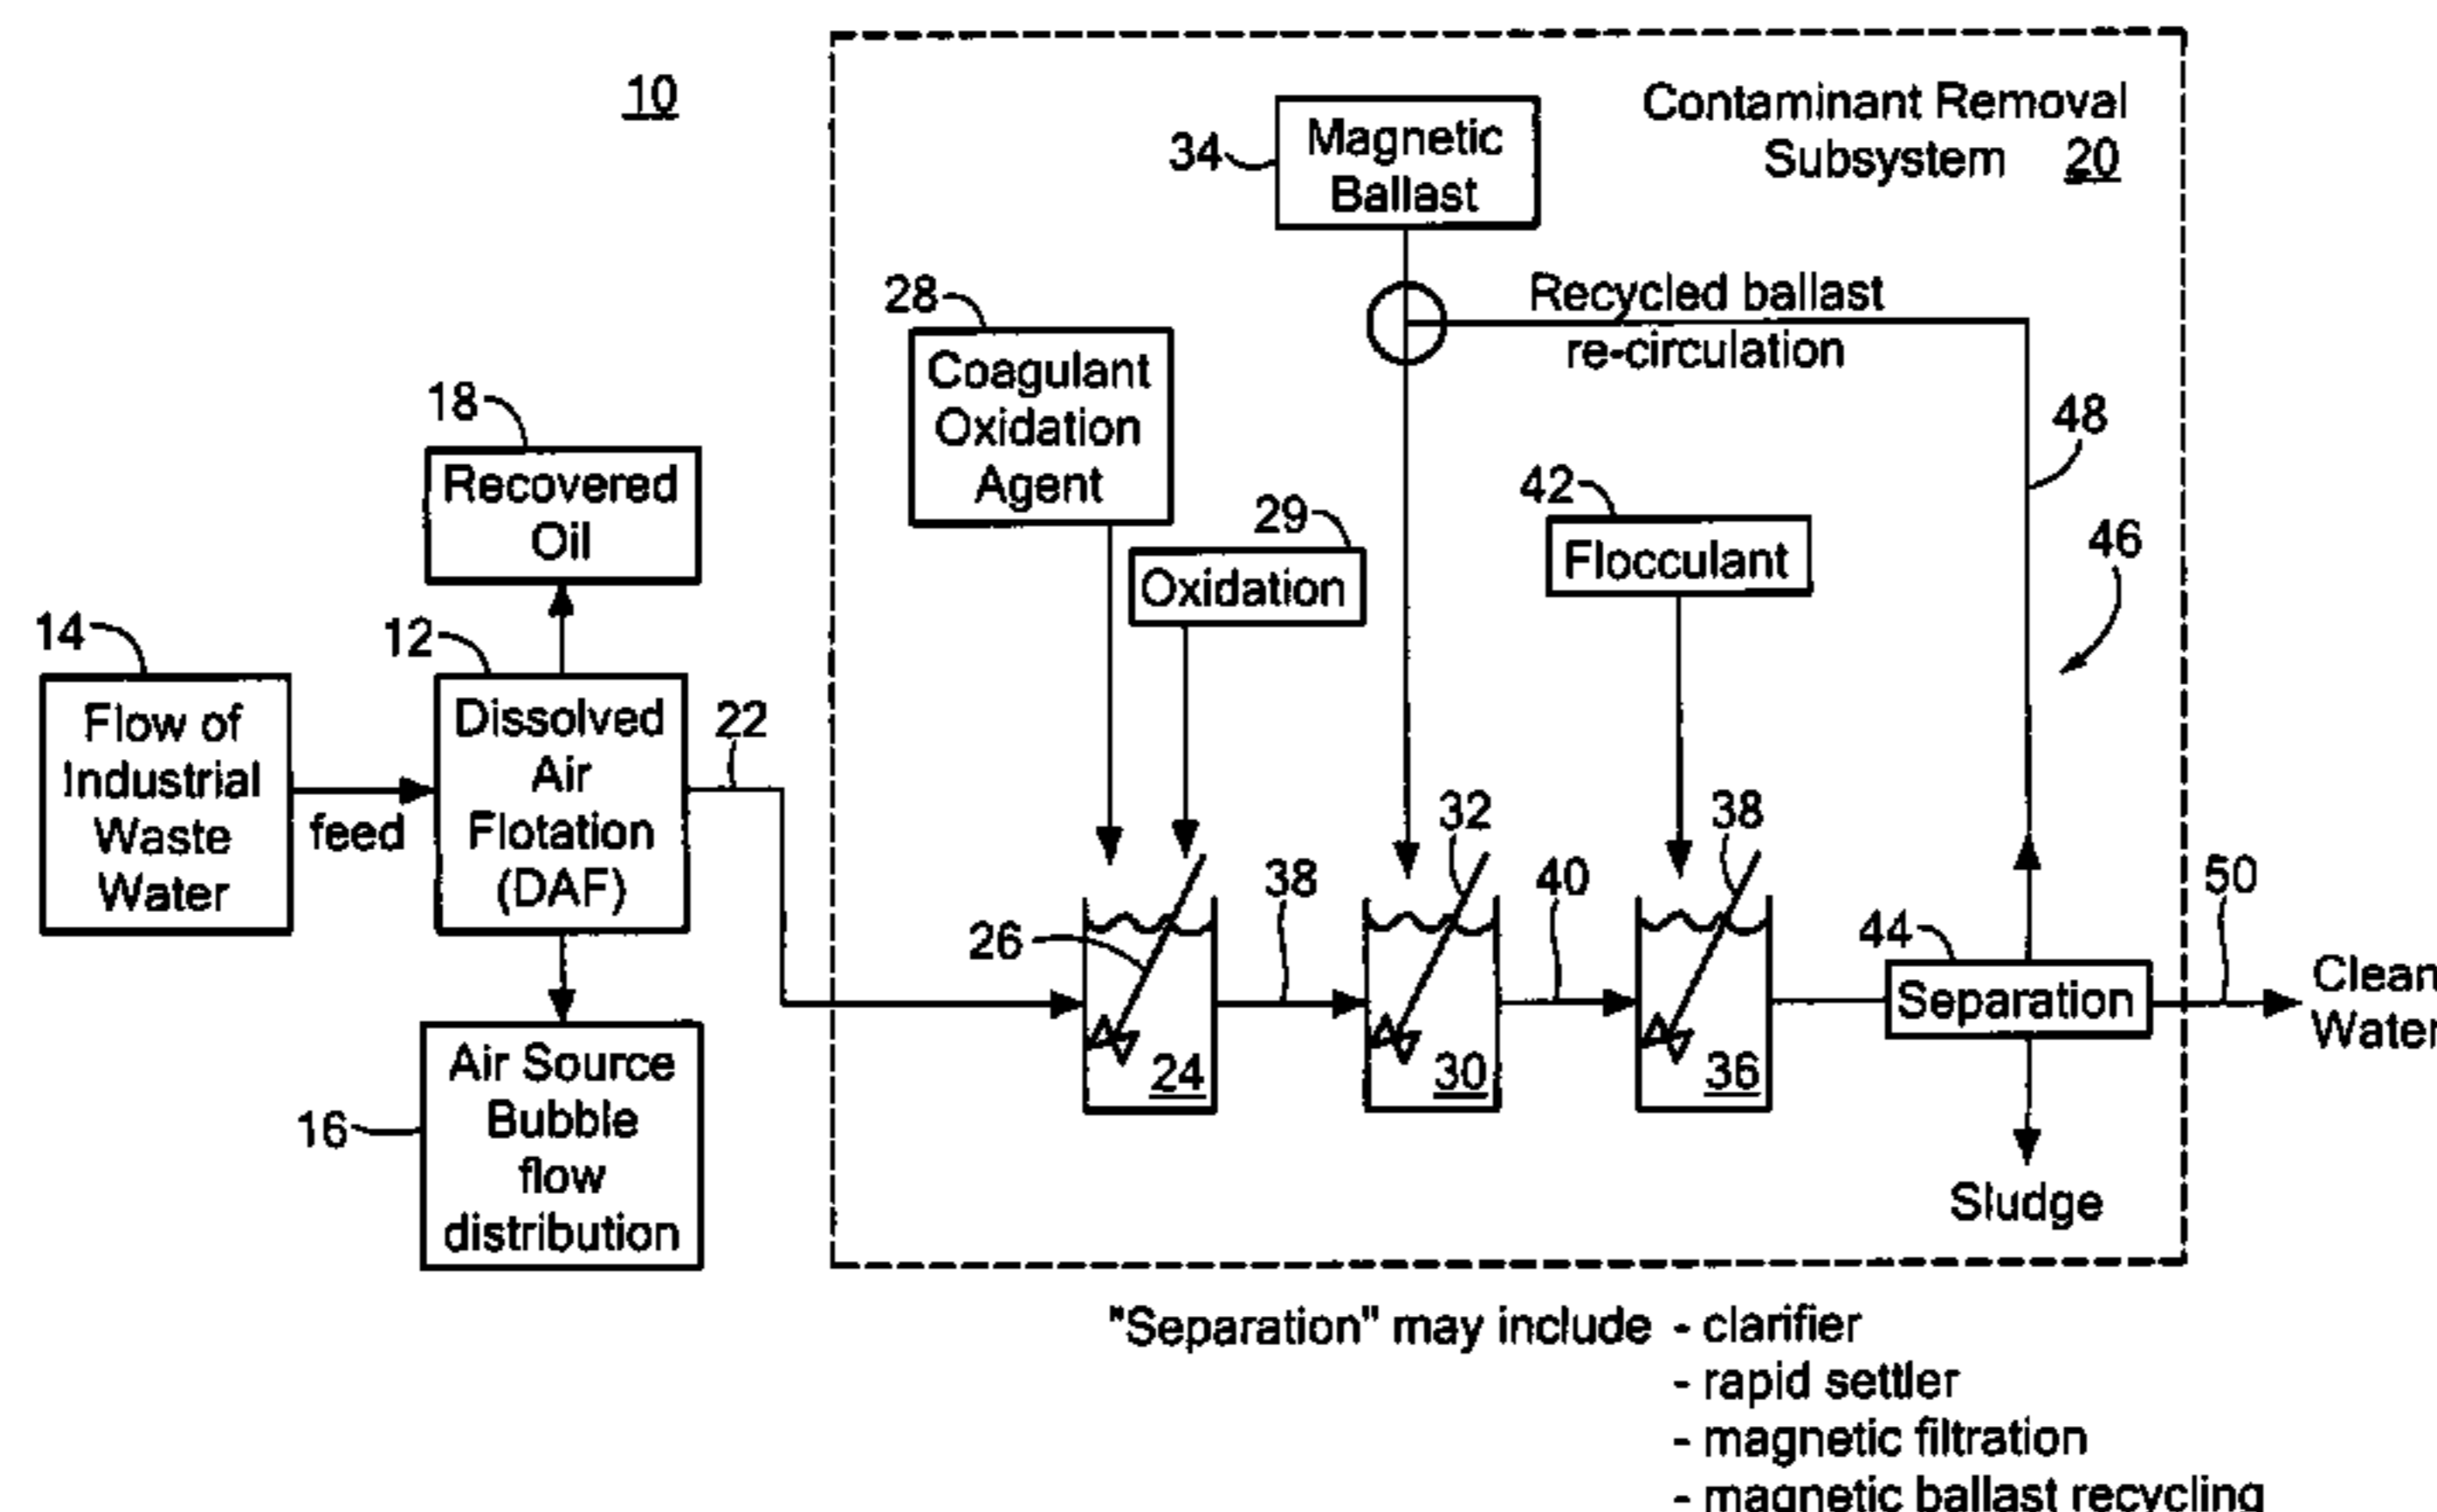 10
Contaminant Removal
Subsystem 20
34
Magnetic
Ballast
28
Coagulant
Oxidation
Agent
Recycled ballast
re-circulation
18
Recovered
Oil
29
Oxidation
42
Flocculant
48
46
14
Flow of
Industrial
Waste
Water
feed
12
Dissolved
Air
Flotation
(DAF)
22
26
24
38
32
30
40
38
36
44
Separation
50
Clean
Water
Sludge
16
Air Source
Bubble
flow
distribution
"Separation" may include - clarifier
- rapid settler
- magnetic filtration
- magnetic ballast recycling